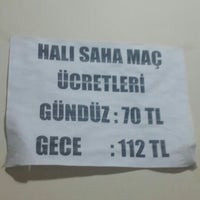 HALI SAHA MAÇ
ÜCRETLERİ
GÜNDÜZ : 70 TL
GECE : 112 TL